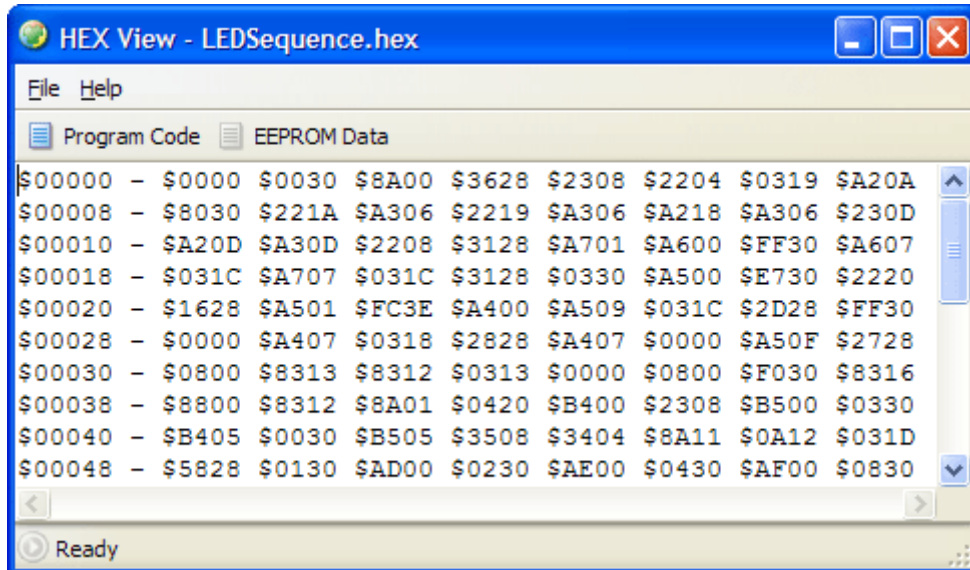 HEX View - LEDSequence.hex
File Help
Program Code EEPROM Data
$00000 - $0000 $0030 $8A00 $3628 $2308 $2204 $0319 $A20A
$00008 - $8030 $221A $A306 $2219 $A306 $A218 $A306 $230D
$00010 - $A20D $A30D $2208 $3128 $A701 $A600 $FF30 $A607
$00018 - $031C $A707 $031C $3128 $0330 $A500 $E730 $2220
$00020 - $1628 $A501 $FC3E $A400 $A509 $031C $2D28 $FF30
$00028 - $0000 $A407 $0318 $2828 $A407 $0000 $A50F $2728
$00030 - $0800 $8313 $8312 $0313 $0000 $0800 $F030 $8316
$00038 - $8800 $8312 $8A01 $0420 $B400 $2308 $B500 $0330
$00040 - $B405 $0030 $B505 $3508 $3404 $8A11 $0A12 $031D
$00048 - $5828 $0130 $AD00 $0230 $AE00 $0430 $AF00 $0830
Ready